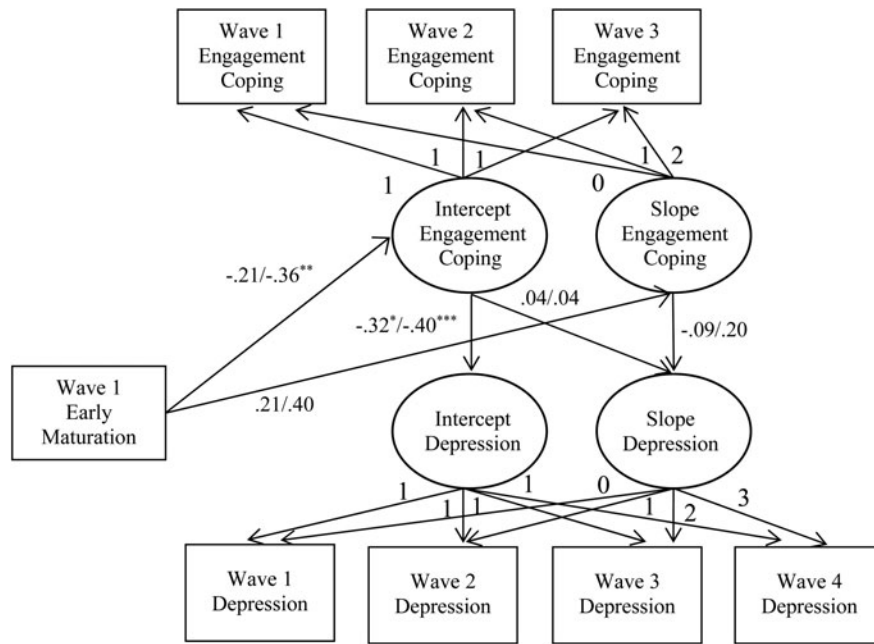 Wave 1
Engagement
Coping
Wave 2
Engagement
Coping
Wave 3
Engagement
Coping
1
1
1
0
1
2
Intercept
Engagement
Coping
Slope
Engagement
Coping
-.21/-.36**
.04/.04
-.32*/-.40***
-.09/.20
Wave 1
Early
Maturation
.21/.40
Intercept
Depression
Slope
Depression
1
1
1
1
0
1
2
3
Wave 1
Depression
Wave 2
Depression
Wave 3
Depression
Wave 4
Depression